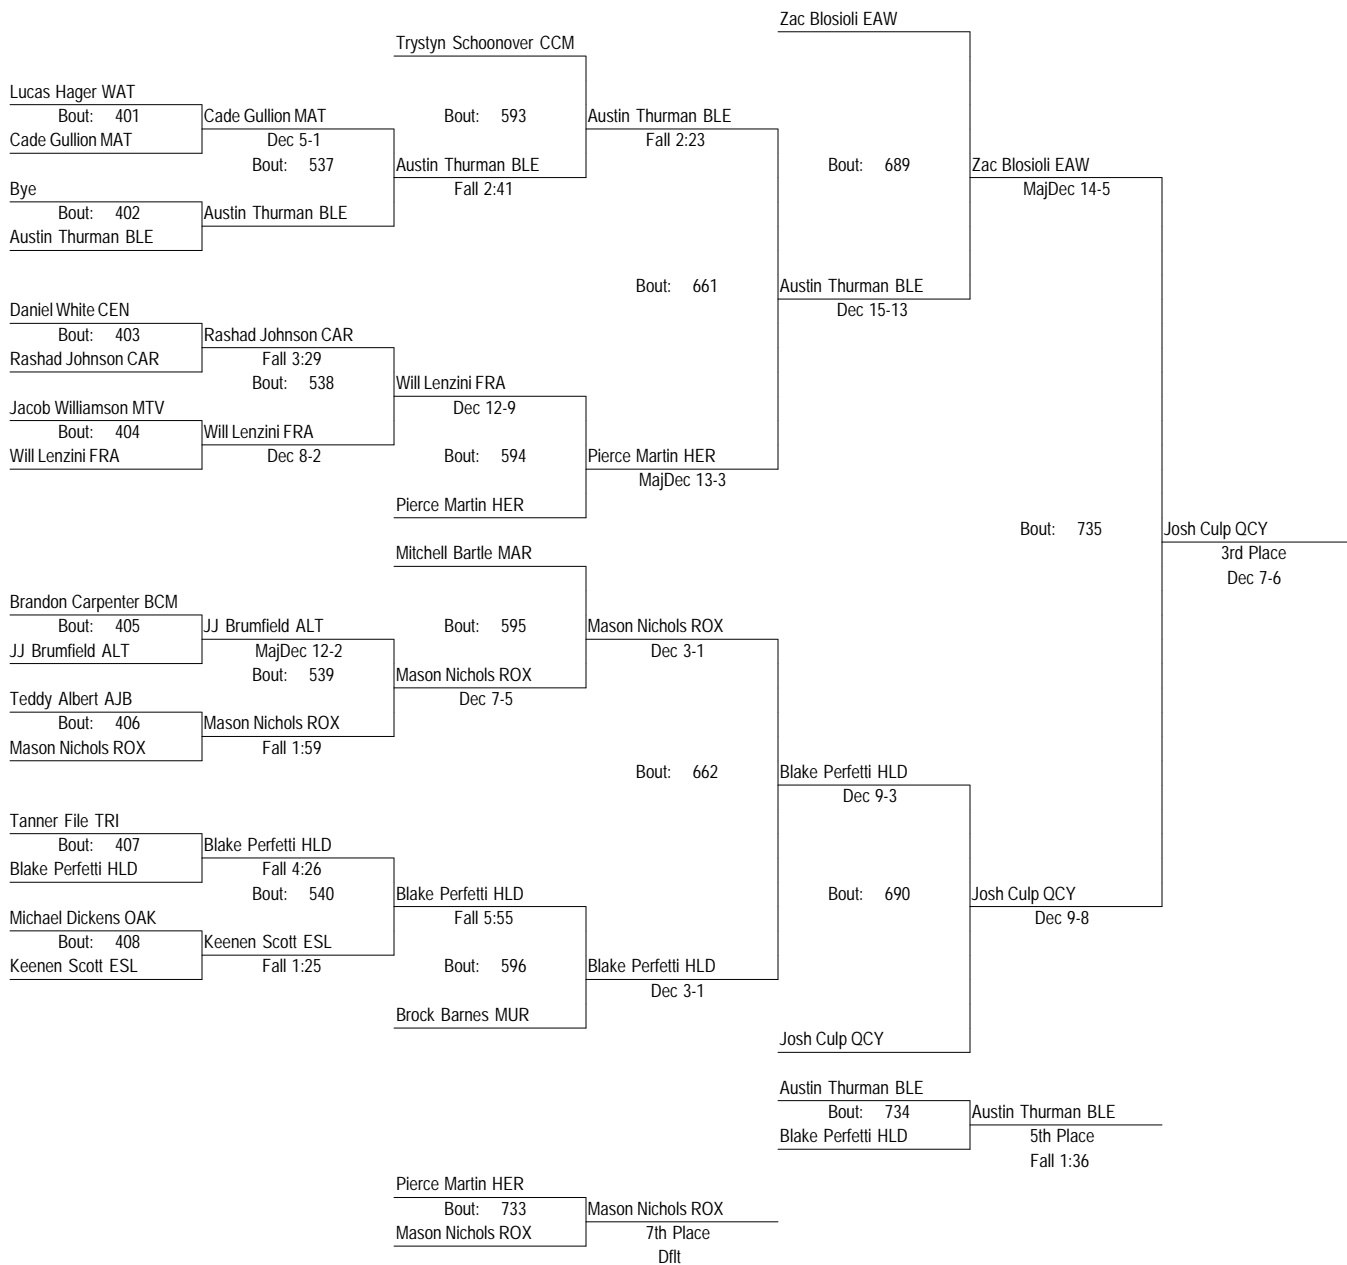 Zac Blosioli EAW
Trystyn Schoonover CCM
Lucas Hager WAT
Bout: 401
Cade Gullion MAT
Bout: 593
Austin Thurman BLE
Cade Gullion MAT
Dec 5-1
Fall 2:23
Bout: 537
Austin Thurman BLE
Bout: 689
Zac Blosioli EAW
Bye
Fall 2:41
MajDec 14-5
Bout: 402
Austin Thurman BLE
Austin Thurman BLE
Bout: 661
Austin Thurman BLE
Daniel White CEN
Dec 15-13
Bout: 403
Rashad Johnson CAR
Rashad Johnson CAR
Fall 3:29
Bout: 538
Will Lenzini FRA
Jacob Williamson MTV
Dec 12-9
Bout: 404
Will Lenzini FRA
Will Lenzini FRA
Dec 8-2
Bout: 594
Pierce Martin HER
MajDec 13-3
Pierce Martin HER
Bout: 735
Josh Culp QCY
Mitchell Bartle MAR
3rd Place
Dec 7-6
Brandon Carpenter BCM
Bout: 405
JJ Brumfield ALT
Bout: 595
Mason Nichols ROX
JJ Brumfield ALT
MajDec 12-2
Dec 3-1
Bout: 539
Mason Nichols ROX
Teddy Albert AJB
Dec 7-5
Bout: 406
Mason Nichols ROX
Mason Nichols ROX
Fall 1:59
Bout: 662
Blake Perfetti HLD
Dec 9-3
Tanner File TRI
Bout: 407
Blake Perfetti HLD
Blake Perfetti HLD
Fall 4:26
Bout: 540
Blake Perfetti HLD
Bout: 690
Josh Culp QCY
Michael Dickens OAK
Fall 5:55
Dec 9-8
Bout: 408
Keenen Scott ESL
Keenen Scott ESL
Fall 1:25
Bout: 596
Blake Perfetti HLD
Dec 3-1
Brock Barnes MUR
Josh Culp QCY
Austin Thurman BLE
Bout: 734
Austin Thurman BLE
Blake Perfetti HLD
5th Place
Fall 1:36
Pierce Martin HER
Bout: 733
Mason Nichols ROX
Mason Nichols ROX
7th Place
Dflt